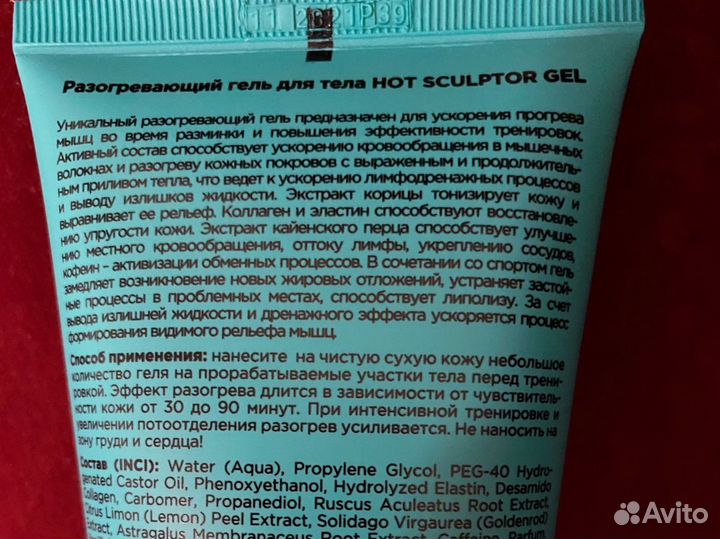 11 2021P39
Разогревающий гель для тела HOT SCULPTOR GEL
Уникальный разогревающий гель предназначен для ускорения прогрева
мышц во время разминки и повышения эффективности тренировок.
Активный состав способствует ускорению кровообращения в мышечных
волокнах и разогреву кожных покровов с выраженным и продолжитель-
ным приливом тепла, что ведет к ускорению лимфодренажных процессов
и выводу излишков жидкости. Экстракт корицы тонизирует кожу и
выравнивает ее рельеф. Коллаген и эластин способствуют восстановле-
нию упругости кожи. Экстракт кайенского перца способствует улучше-
нию местного кровообращения, оттоку лимфы, укреплению сосудов,
кофеин - активизации обменных процессов. В сочетании со спортом гель
замедляет возникновение новых жировых отложений, устраняет застой-
ные процессы в проблемных местах, способствует липолизу. За счет
вывода излишней жидкости и дренажного эффекта ускоряется процесс
формирования видимого рельефа мышц.
Способ применения: нанесите на чистую сухую кожу небольшое
количество геля на прорабатываемые участки тела перед трени-
ровкой. Эффект разогрева длится в зависимости от чувствитель-
ности кожи от 30 до 90 минут. При интенсивной тренировке и
увеличении потоотделения разогрев усиливается. Не наносить на
зону груди и сердца!
Состав (INCI): Water (Aqua), Propylene Glycol, PEG-40 Hydro-
genated Castor Oil, Phenoxyethanol, Hydrolyzed Elastin, Desamido
Collagen, Carbomer, Propanediol, Ruscus Aculeatus Root Extract,
Citrus Limon (Lemon) Peel Extract, Solidago Virgaurea (Goldenrod)
Extract, Astragalus Membranaceus Root Extract, Caffeine, Parfum,
Avito